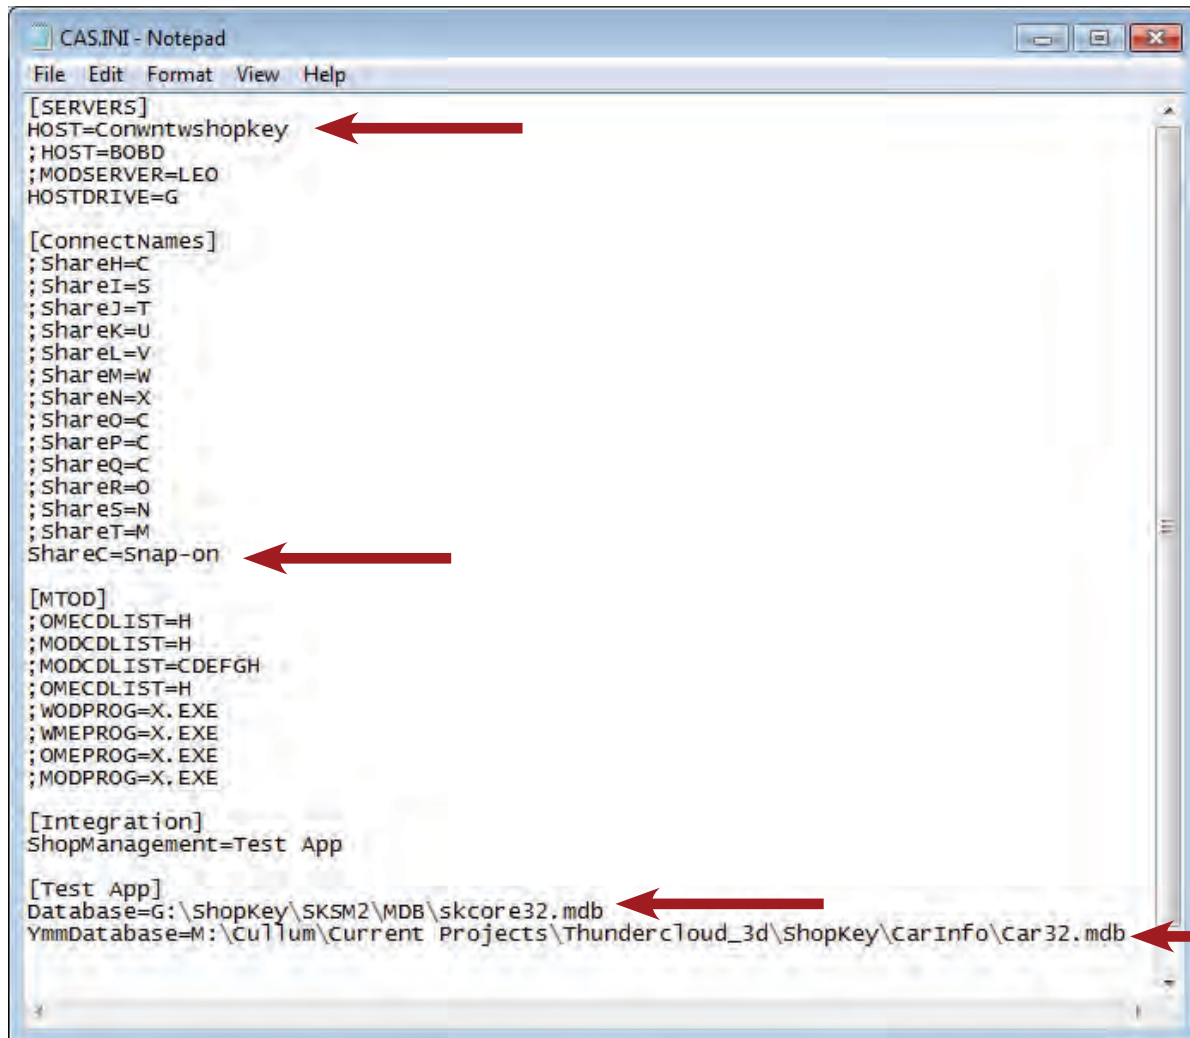 CAS.INI - Notepad
File Edit Format View Help
[SERVERS]
HOST=Conwntwshopkey
;HOST=BOBD
;MODSERVER=LEO
HOSTDRIVE=G
[ConnectNames]
;ShareH=C
;ShareI=S
;ShareJ=T
;ShareK=U
;ShareL=V
;ShareM=W
;ShareN=X
;ShareO=C
;ShareP=C
;ShareQ=C
;ShareR=O
;ShareS=N
;ShareT=M
ShareC=Snap-on
[MTOD]
;OMECDLIST=H
;MODCDLIST=H
;MODCDLIST=CDEFGH
;OMECDLIST=H
;WODPROG=X.EXE
;WMEPROG=X.EXE
;OMEPROG=X.EXE
;MODPROG=X.EXE
[Integration]
ShopManagement=Test App
[Test App]
Database=G:\ShopKey\SKSM2\MDB\skcore32.mdb
YmmDatabase=M:\Cullum\Current Projects\Thundercloud_3d\ShopKey\CarInfo\Car32.mdb